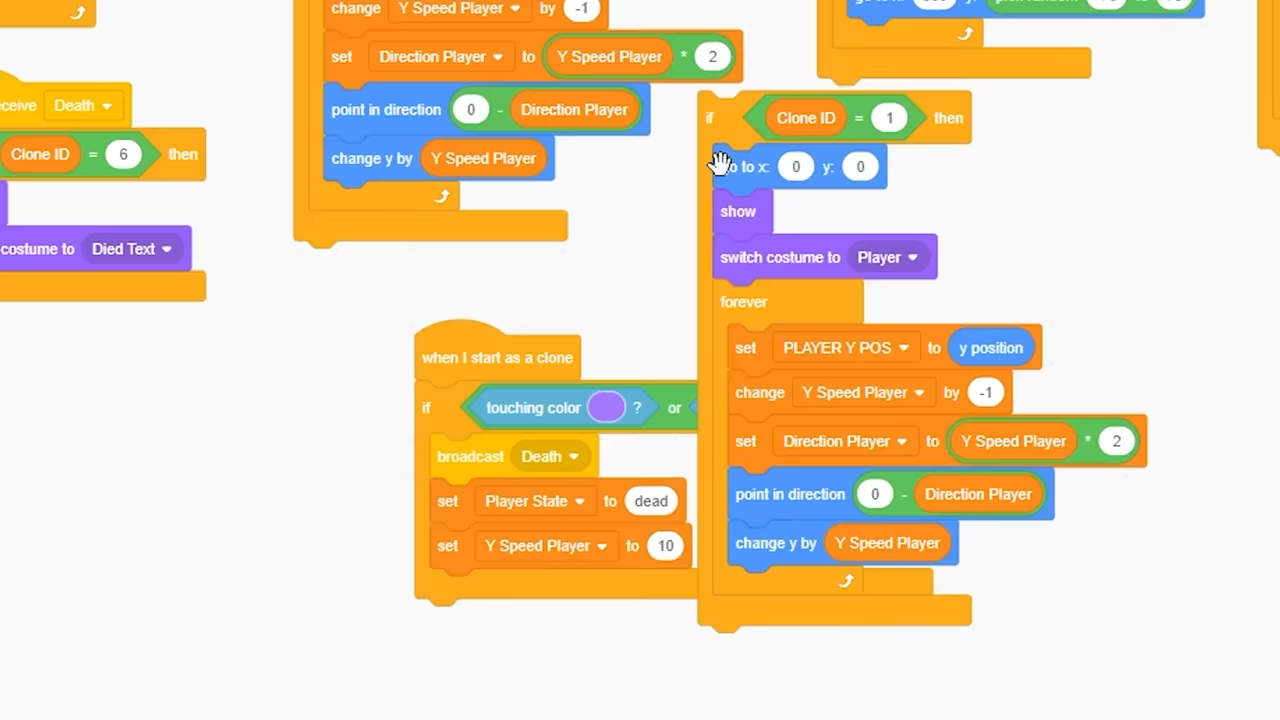 change Y Speed Player by -1
set Direction Player to Y Speed Player * 2
point in direction 0 - Direction Player
change y by Y Speed Player
Death
Clone ID = 6 then
costume to Died Text
when I start as a clone
if touching color ? or
broadcast Death
set Player State to dead
set Y Speed Player to 10
if Clone ID = 1 then
to x: 0 y: 0
show
switch costume to Player
forever
set PLAYER Y POS to y position
change Y Speed Player by -1
set Direction Player to Y Speed Player * 2
point in direction 0 - Direction Player
change y by Y Speed Player